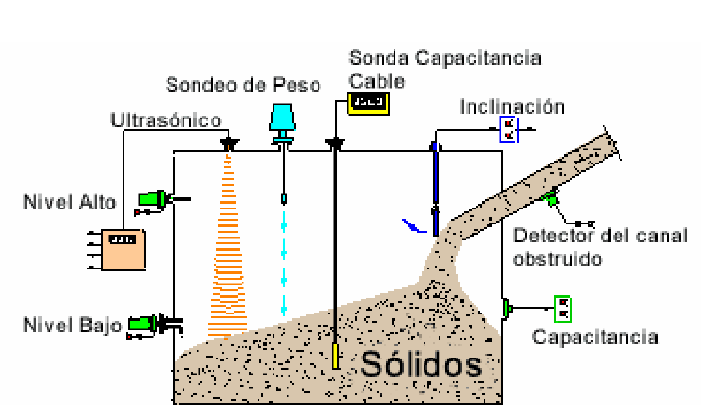 Sonda Capacitancia
Cable
Sondeo de Peso
Inclinación
Ultrasónico
Nivel Alto
Detector del canal
obstruido
Nivel Bajo
Capacitancia
Sólidos